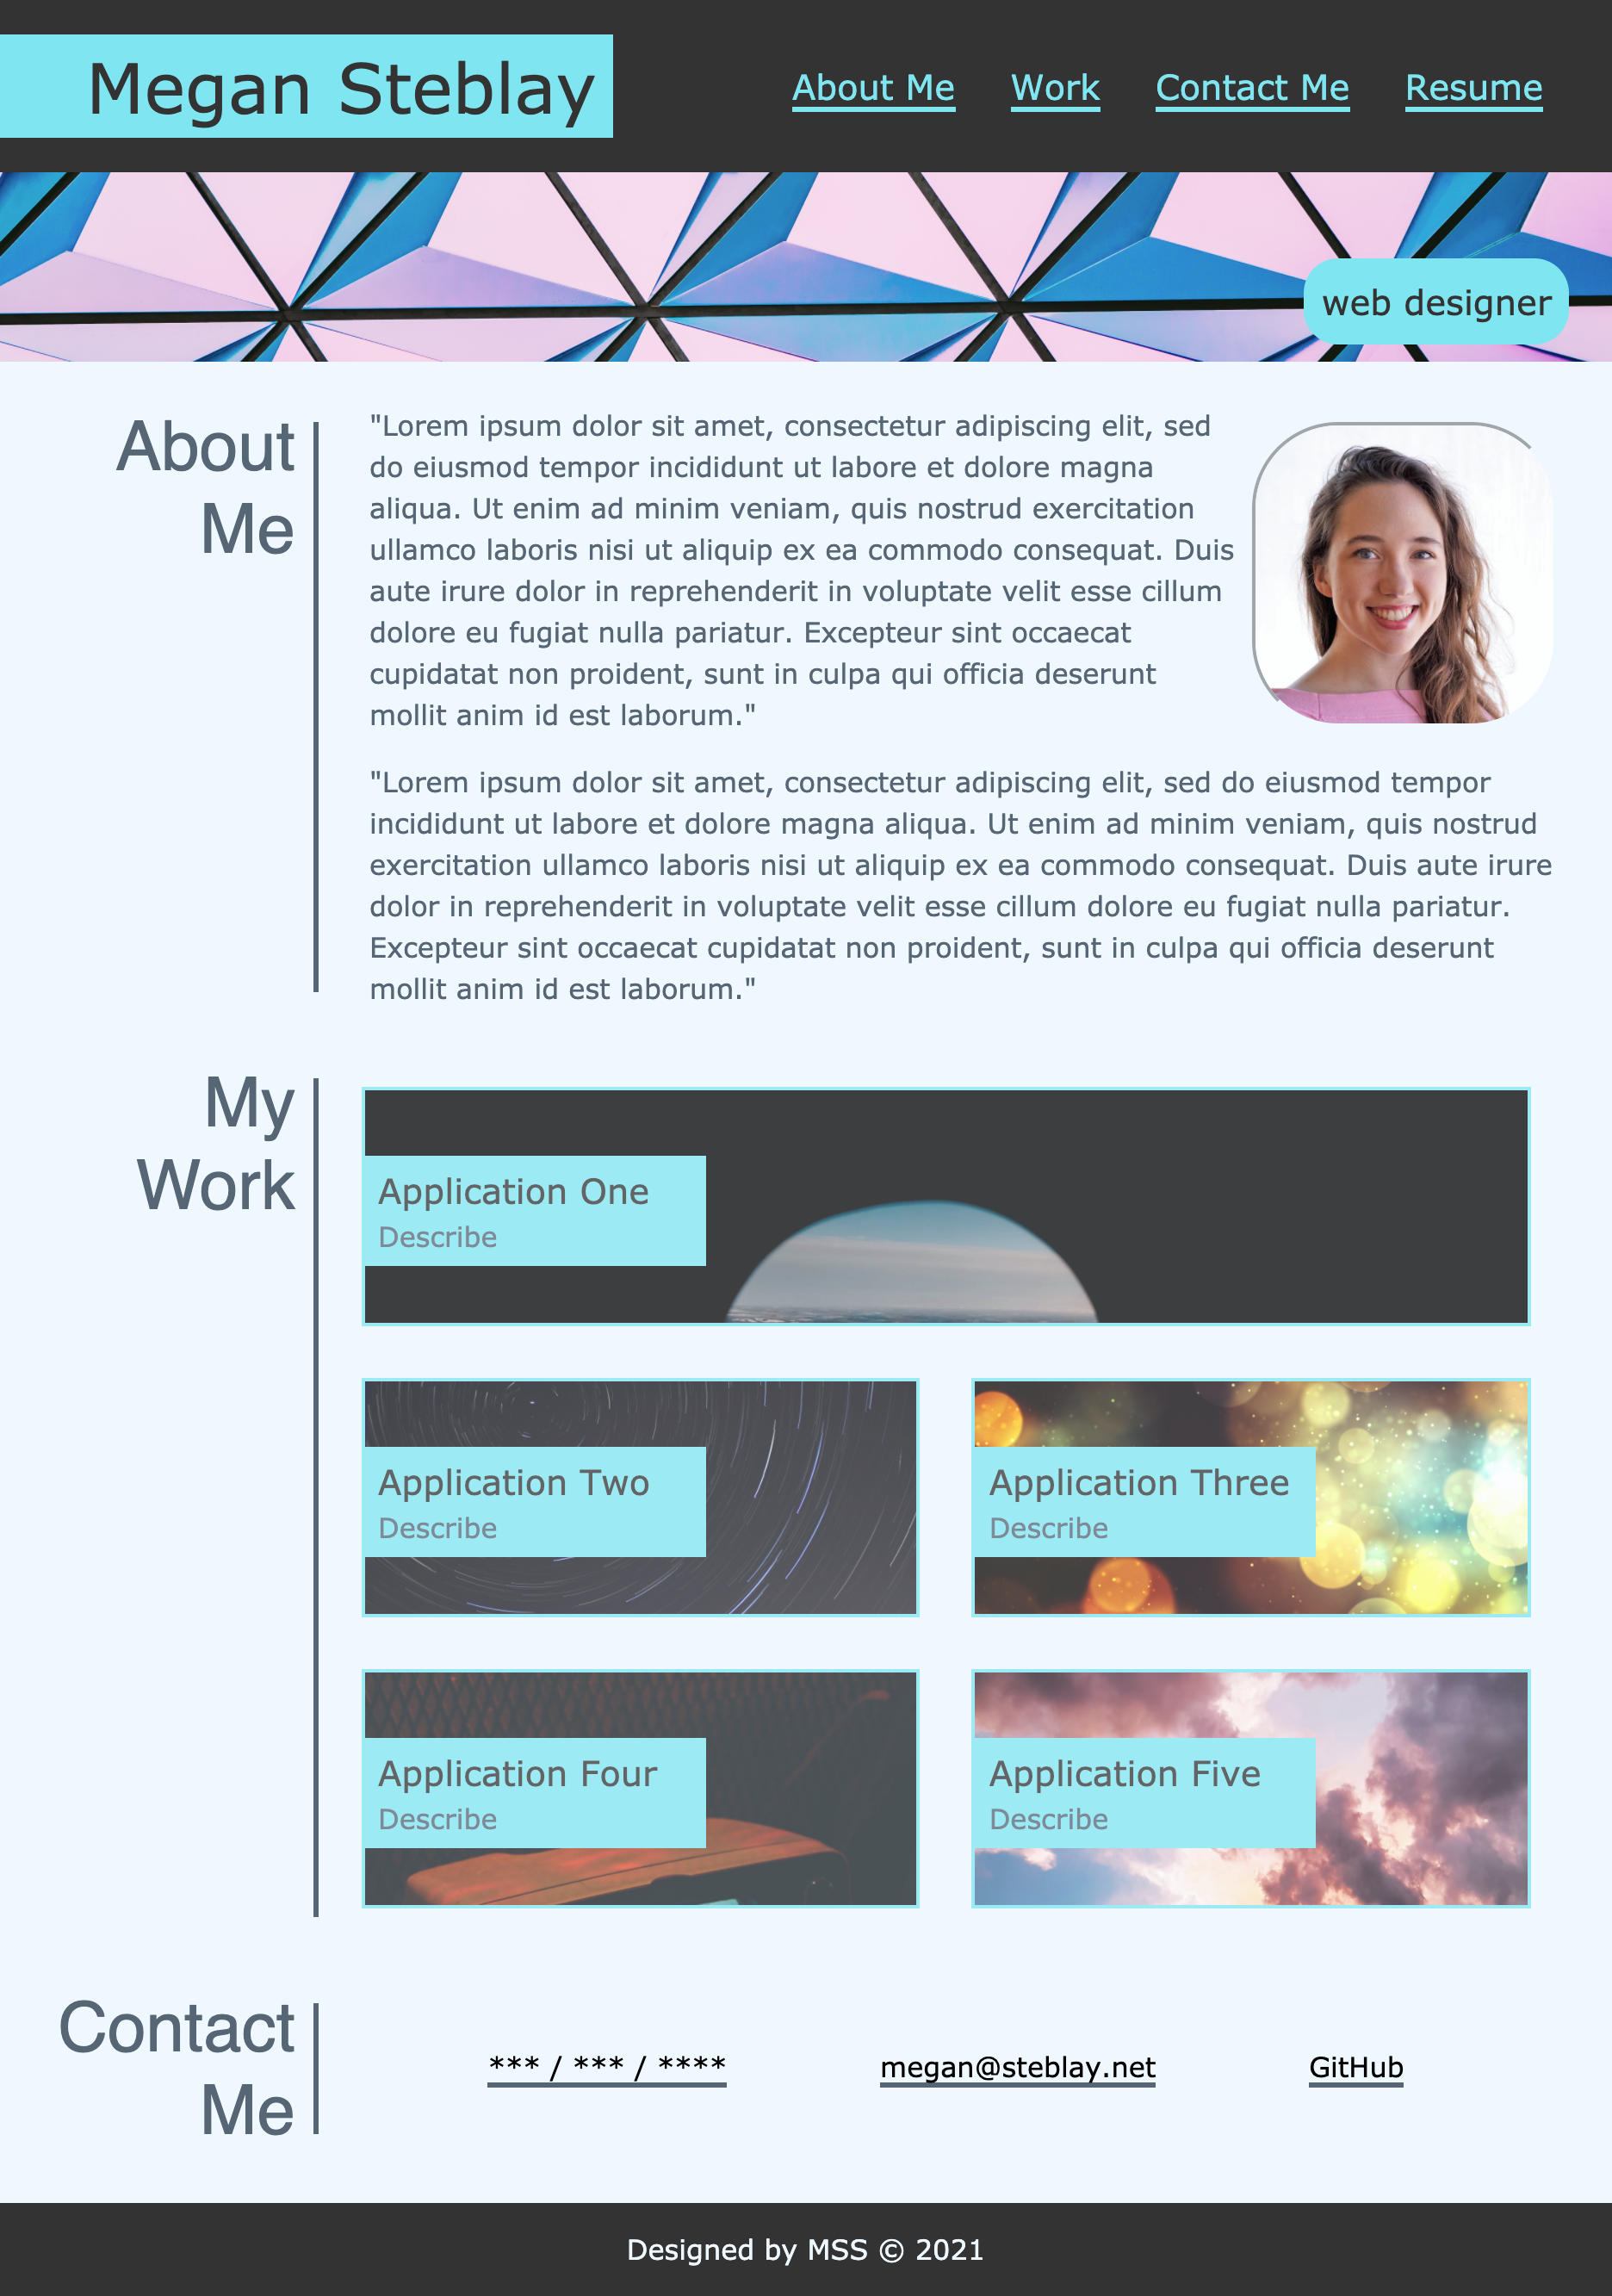 Megan Steblay
About Me Work Contact Me Resume
web designer
About
Me
"Lorem ipsum dolor sit amet, consectetur adipiscing elit, sed
do eiusmod tempor incididunt ut labore et dolore magna
aliqua. Ut enim ad minim veniam, quis nostrud exercitation
ullamco laboris nisi ut aliquip ex ea commodo consequat. Duis
aute irure dolor in reprehenderit in voluptate velit esse cillum
dolore eu fugiat nulla pariatur. Excepteur sint occaecat
cupidatat non proident, sunt in culpa qui officia deserunt
mollit anim id est laborum."
"Lorem ipsum dolor sit amet, consectetur adipiscing elit, sed do eiusmod tempor
incididunt ut labore et dolore magna aliqua. Ut enim ad minim veniam, quis nostrud
exercitation ullamco laboris nisi ut aliquip ex ea commodo consequat. Duis aute irure
dolor in reprehenderit in voluptate velit esse cillum dolore eu fugiat nulla pariatur.
Excepteur sint occaecat cupidatat non proident, sunt in culpa qui officia deserunt
mollit anim id est laborum."
My
Work
Application One
Describe
Application Two
Describe
Application Three
Describe
Application Four
Describe
Application Five
Describe
Contact
Me
*** / *** / ****
megan@steblay.net
GitHub
Designed by MSS © 2021